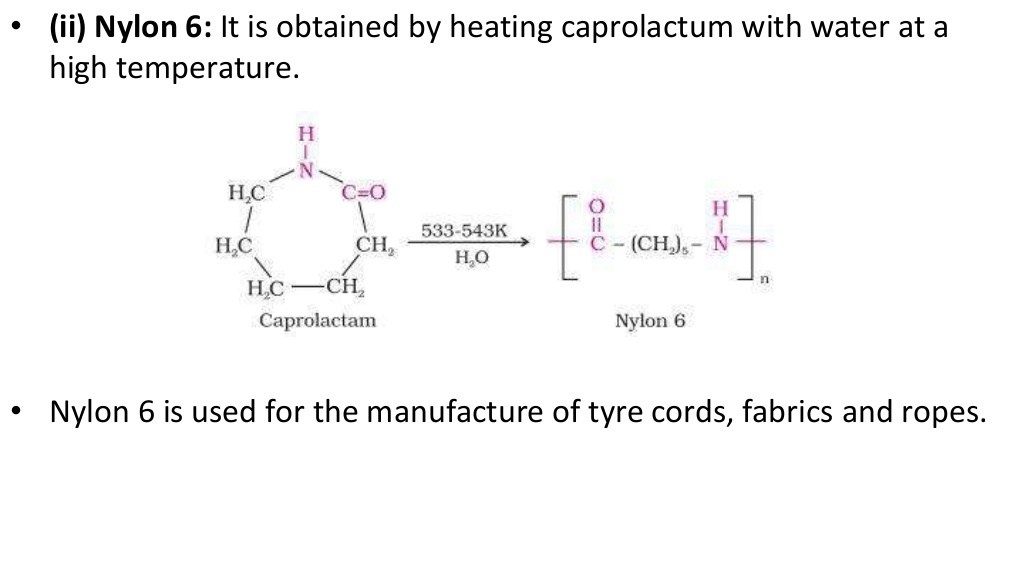 • (ii) Nylon 6: It is obtained by heating caprolactum with water at a
high temperature.
H
N
H₂C C=O
H₂C CH₂
H₂C CH₂
Caprolactam
533-543K
H₂O
O H
C – (CH₂)₅ – N
n
Nylon 6
• Nylon 6 is used for the manufacture of tyre cords, fabrics and ropes.